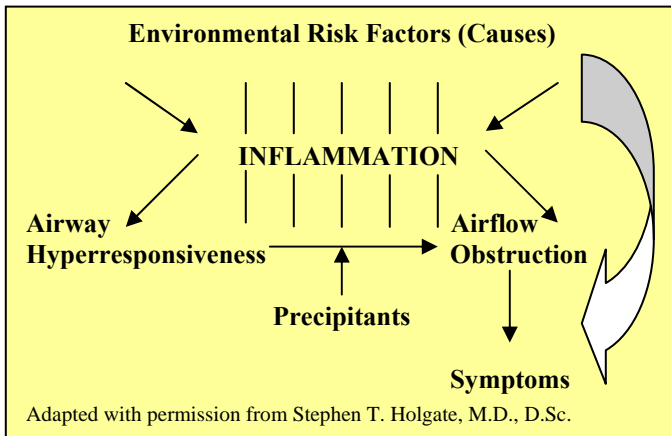 Environmental Risk Factors (Causes)
INFLAMMATION
Airway
Hyperresponsiveness
Airflow
Obstruction
Precipitants
Symptoms
Adapted with permission from Stephen T. Holgate, M.D., D.Sc.